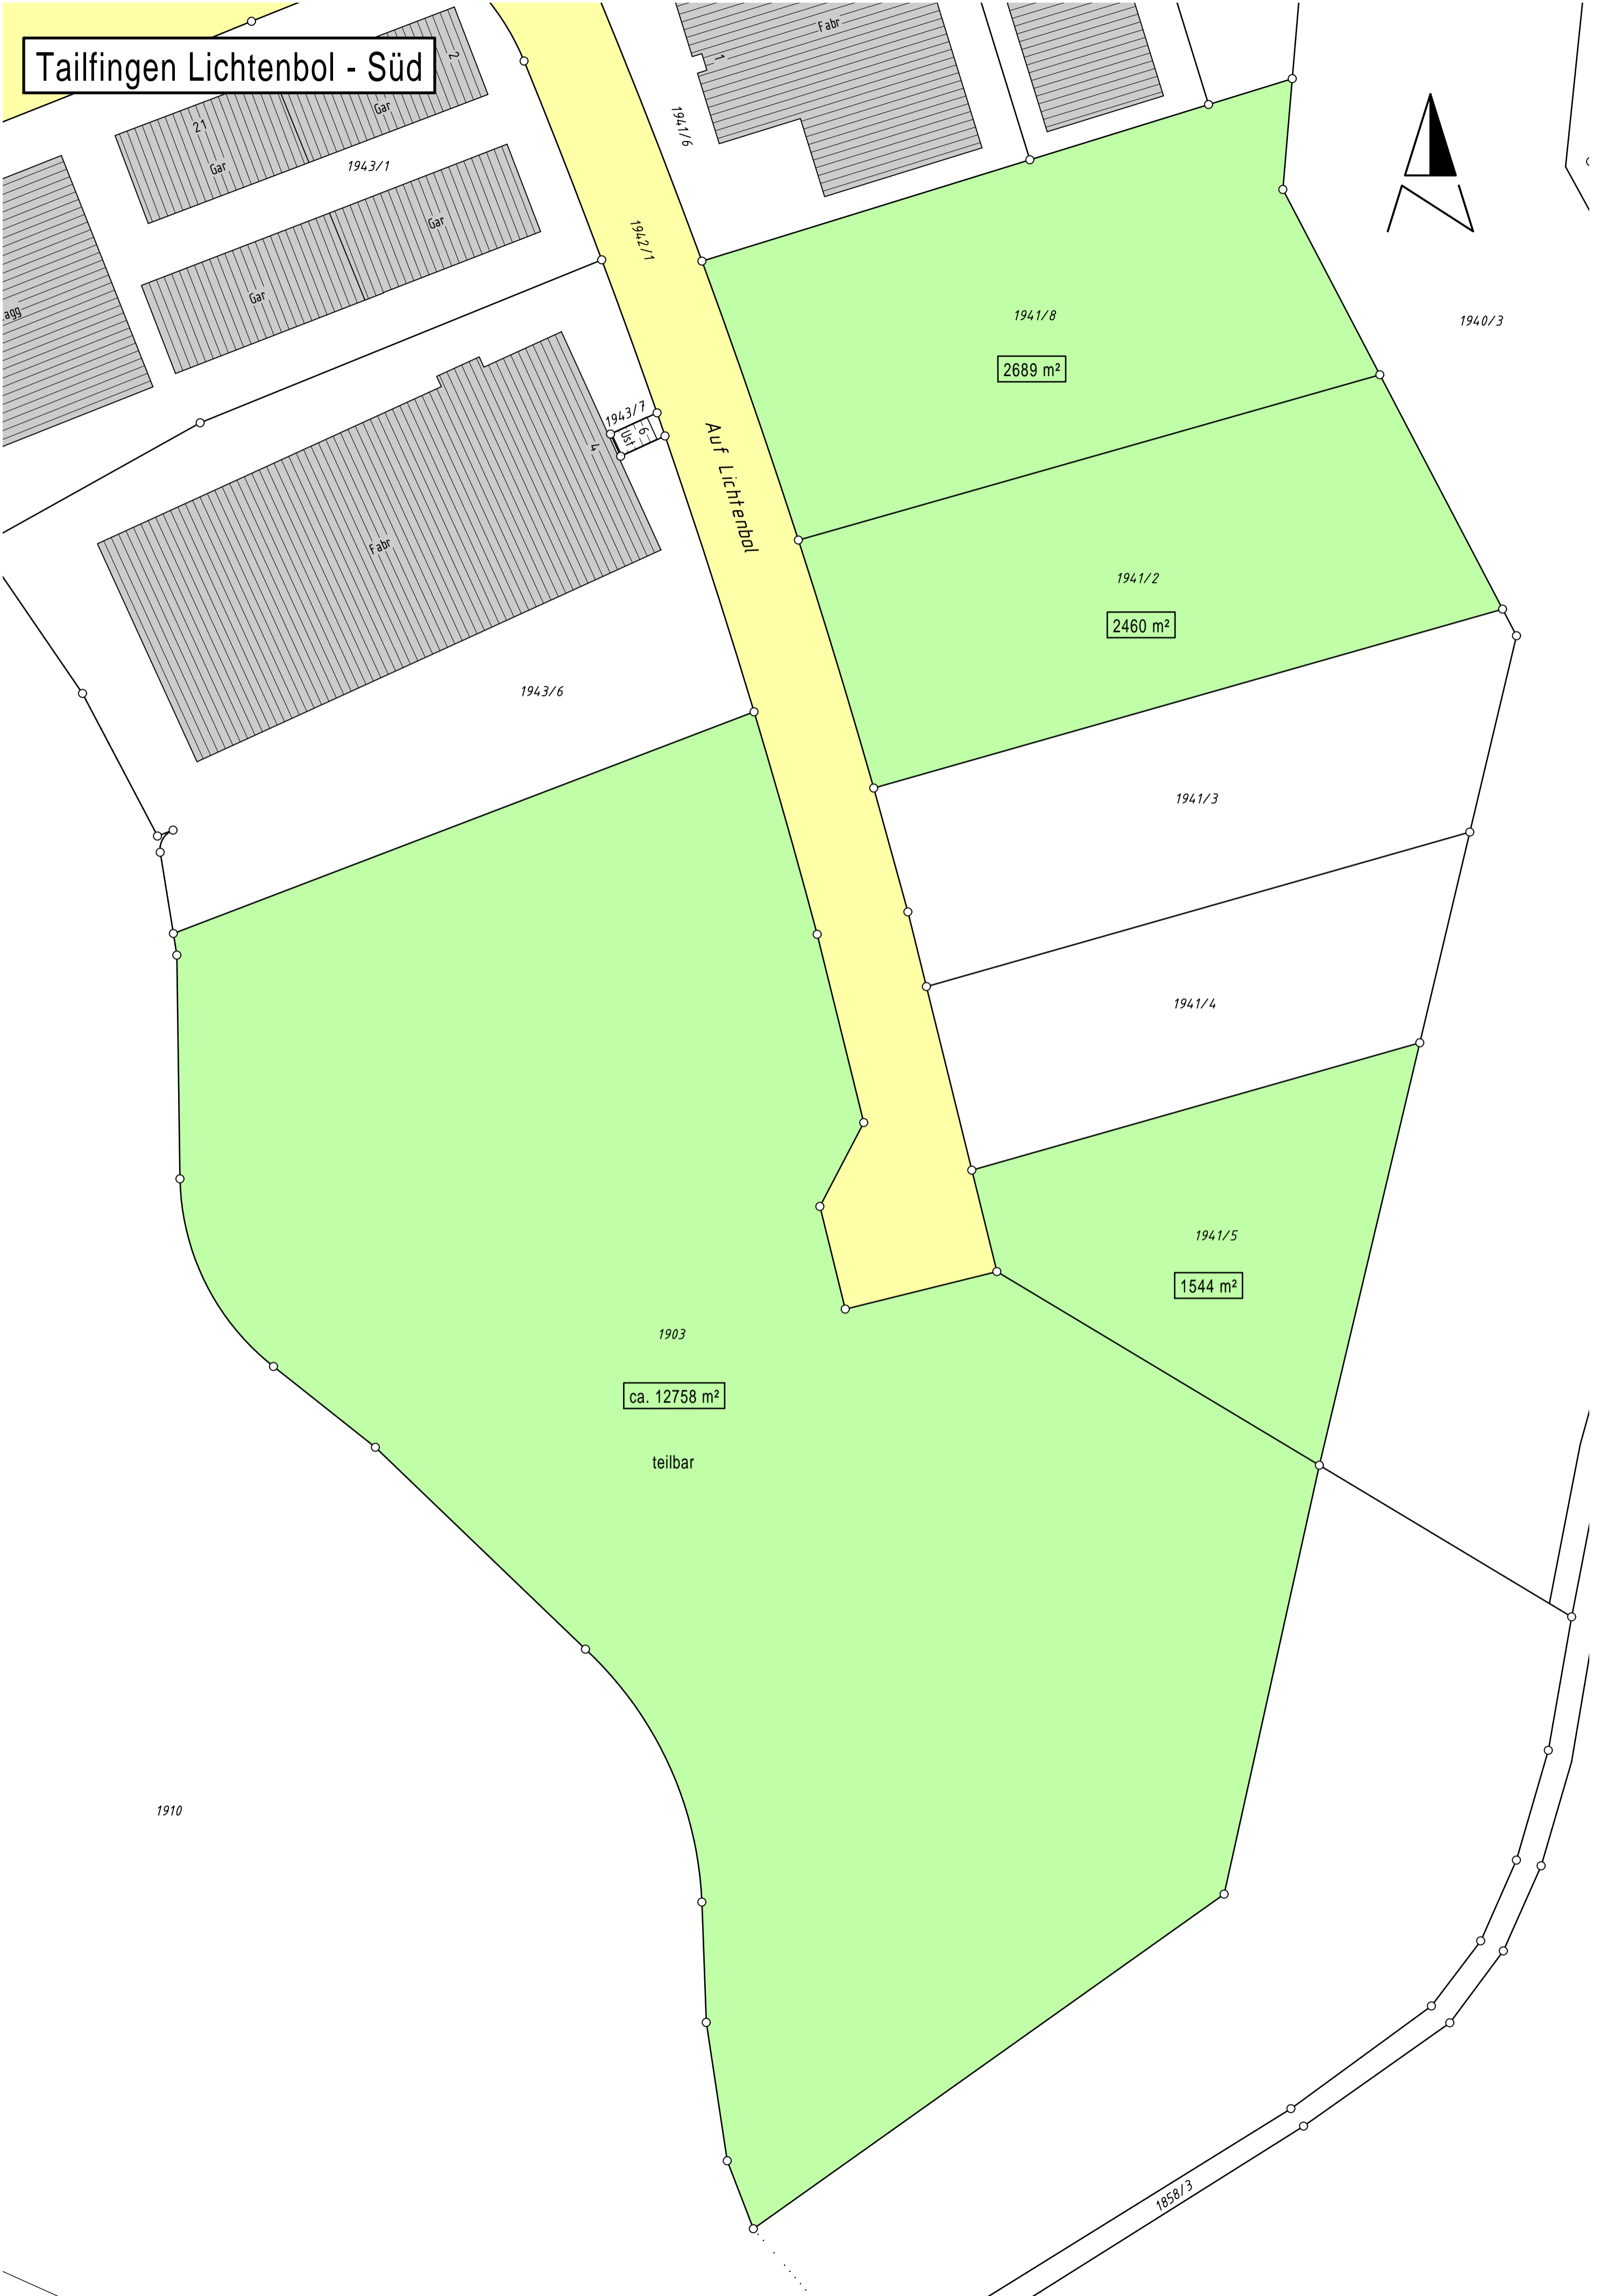 Tailfingen Lichtenbol - Süd
Fabr
1
2
Gar
21
Gar
1943/1
1941/6
Gar
Gar
1942/1
1941/8
2689 m²
1940/3
1943/7
Ust
6
4
Auf Lichtenbol
Fabr
1941/2
2460 m²
1943/6
1941/3
1941/4
1941/5
1544 m²
1903
ca. 12758 m²
teilbar
1910
1858/3